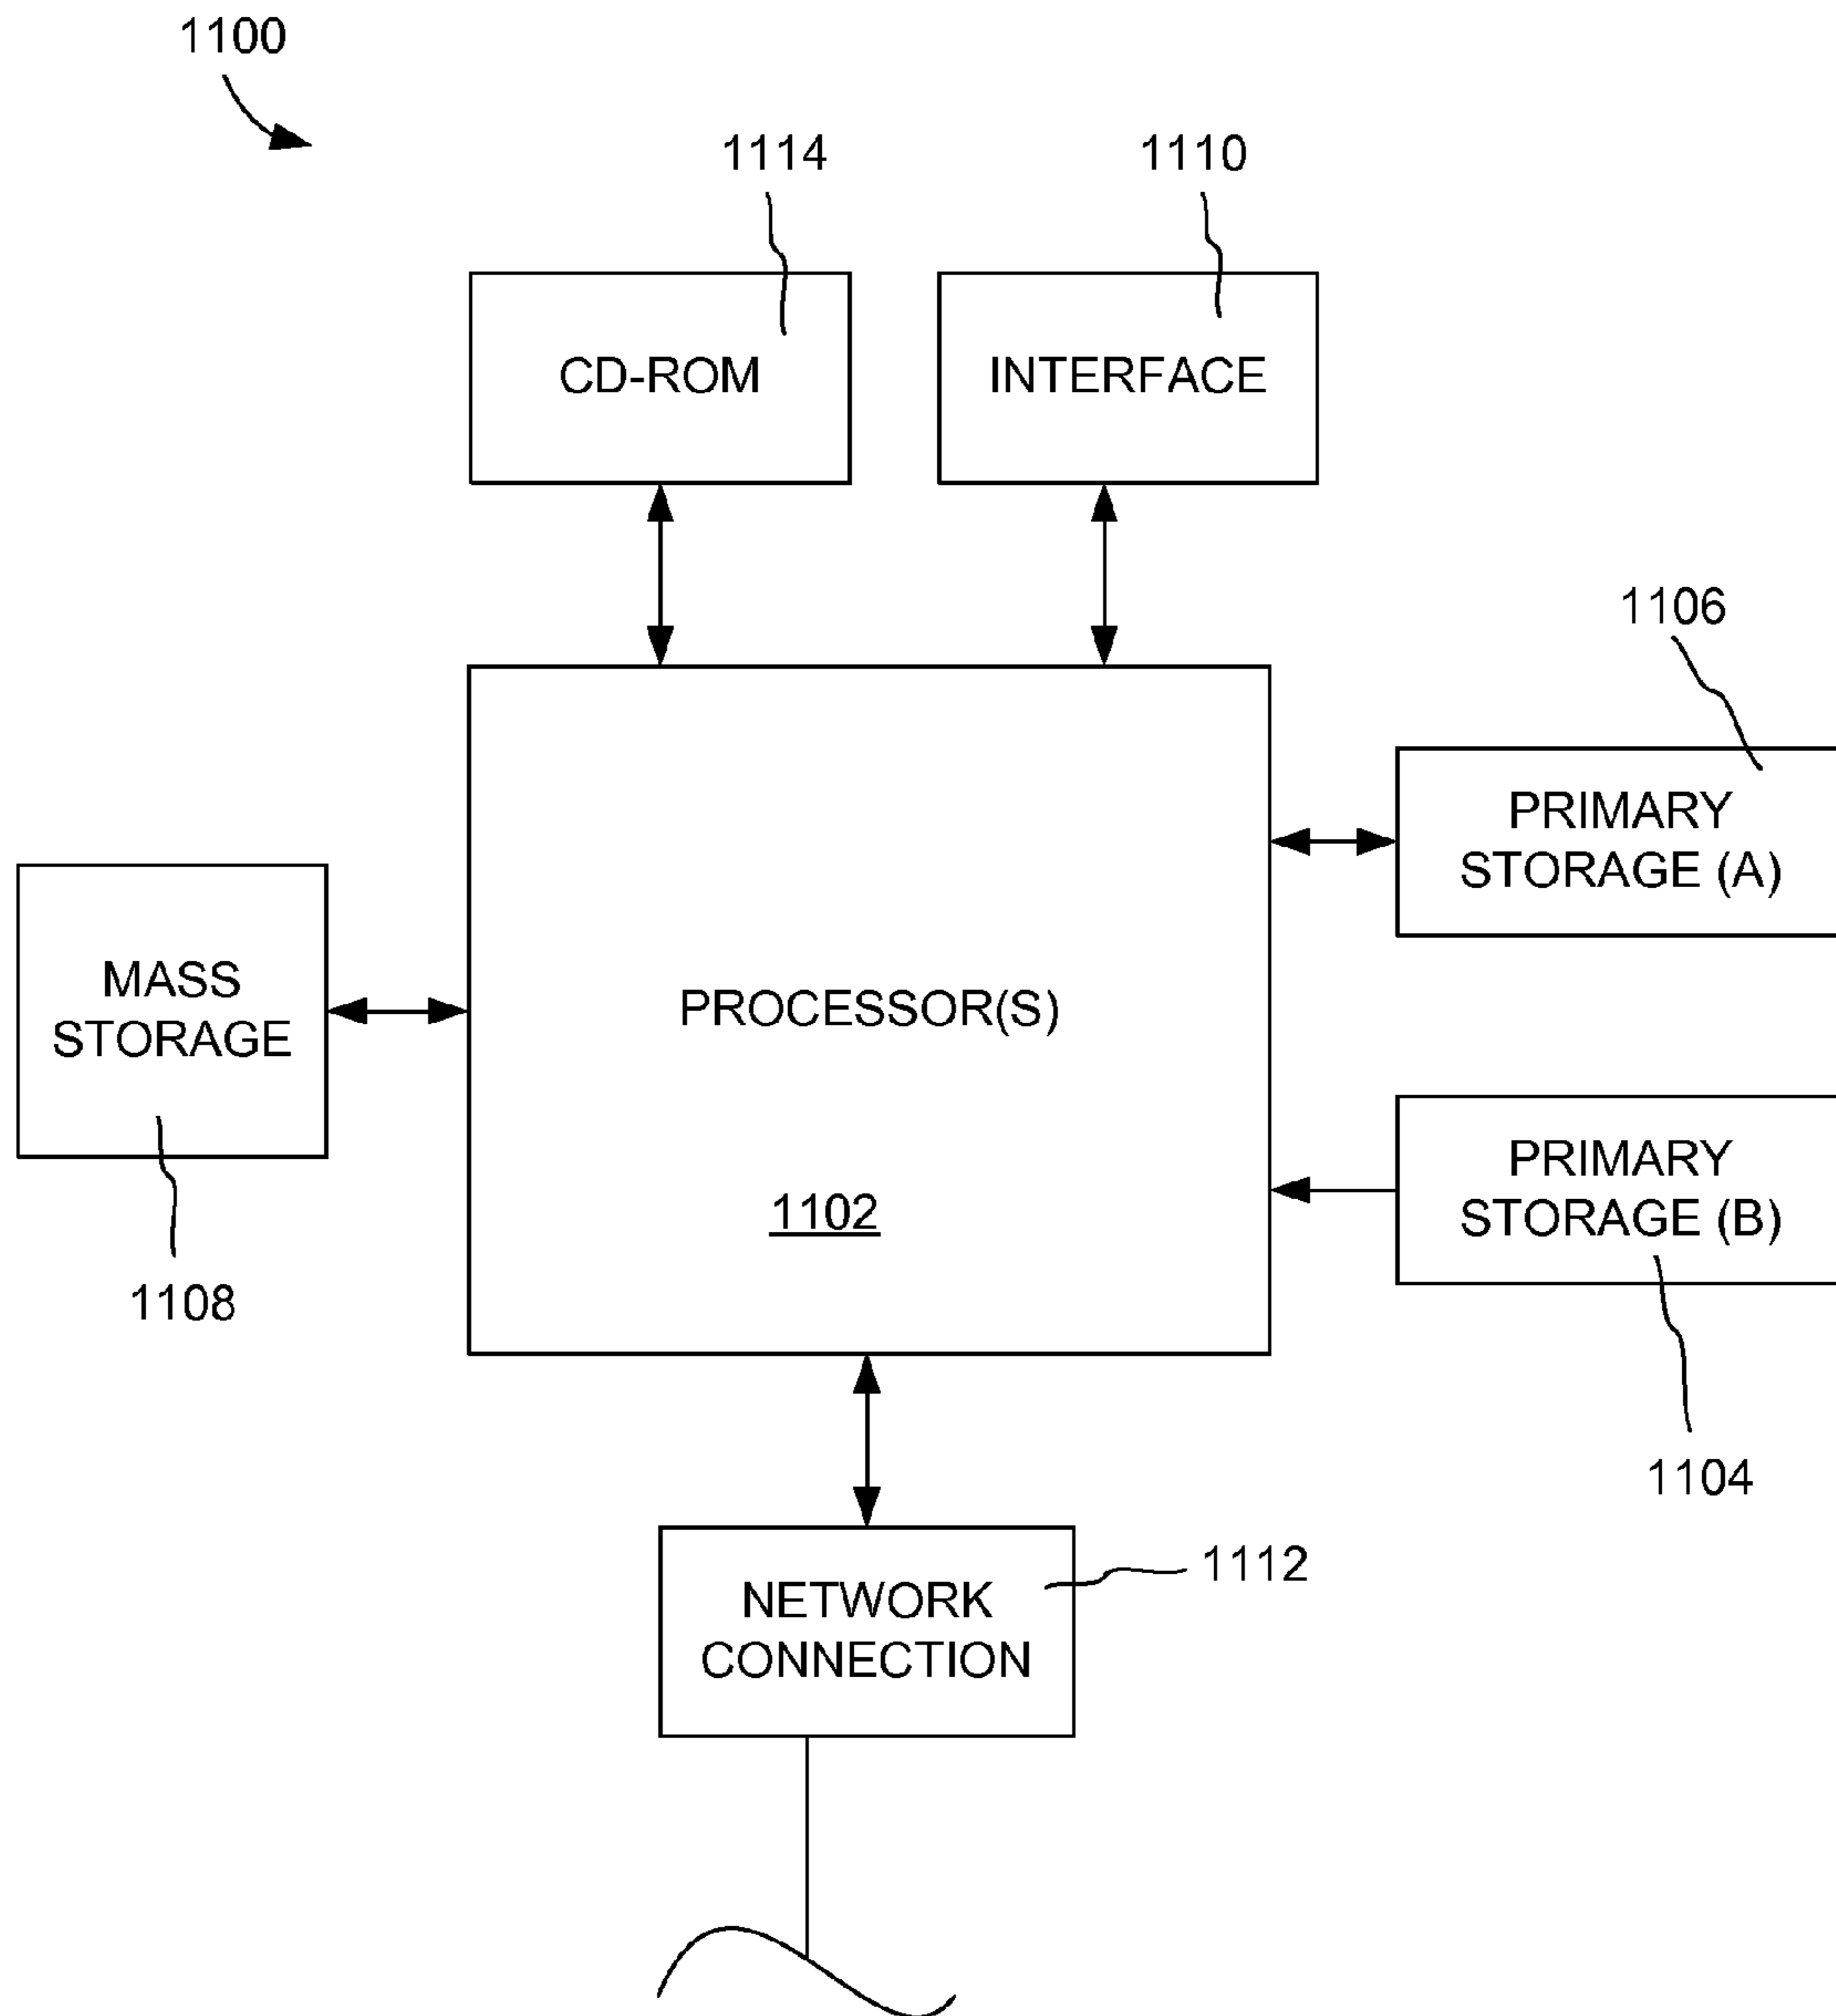 1100
1114
1110
CD-ROM
INTERFACE
1106
PRIMARY
STORAGE (A)
MASS
STORAGE
PROCESSOR(S)
PRIMARY
STORAGE (B)
1102
1108
1104
1112
NETWORK
CONNECTION